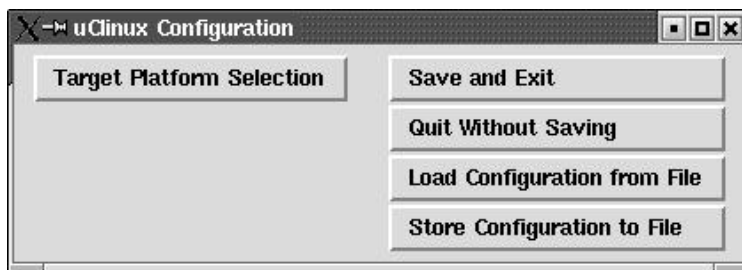 uClinux Configuration
Target Platform Selection
Save and Exit
Quit Without Saving
Load Configuration from File
Store Configuration to File